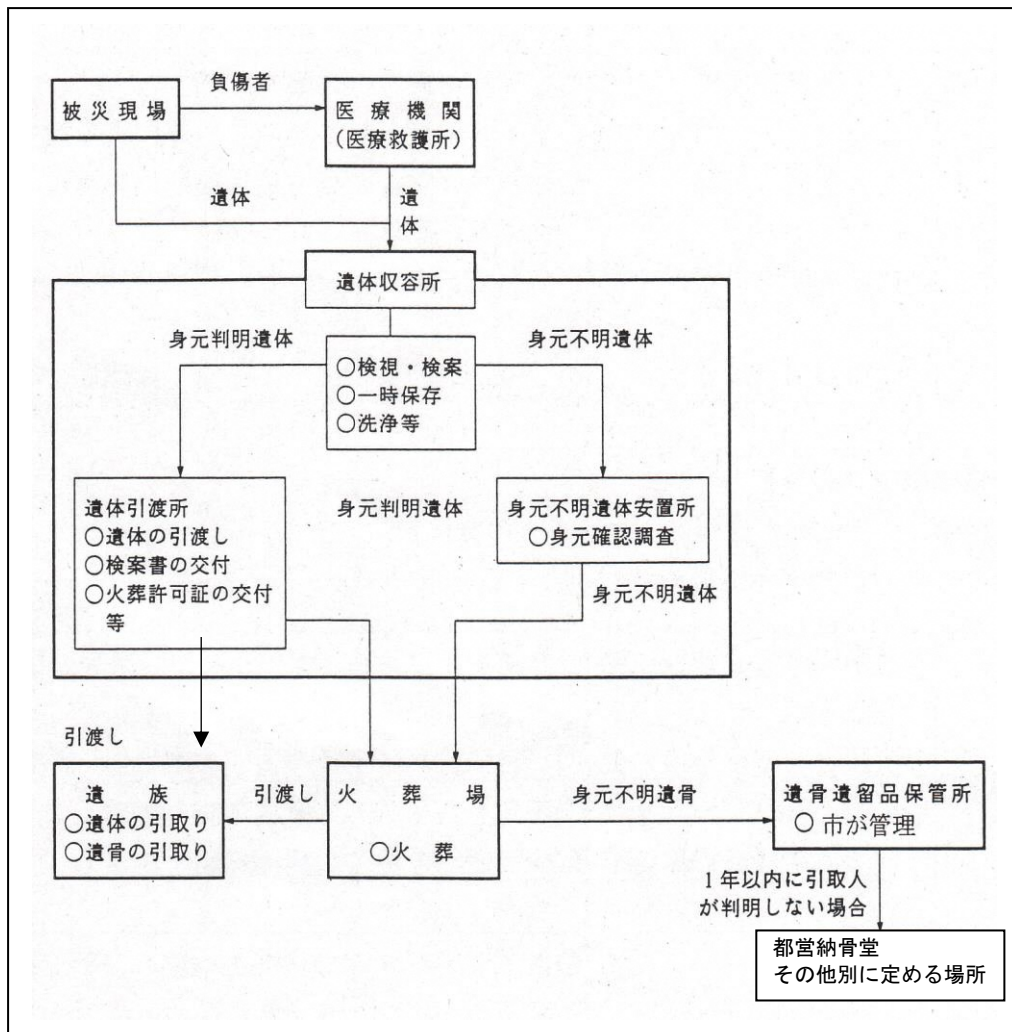 負傷者
被災現場
医療機関
（医療救護所）
遺体
遺
体
遺体収容所
身元判明遺体
身元不明遺体
○検視・検案
○一時保存
○洗浄等
遺体引渡所
○遺体の引渡し
○検案書の交付
○火葬許可証の交付
等
身元判明遺体
身元不明遺体安置所
○身元確認調査
身元不明遺体
引渡し
遺族
○遺体の引取り
○遺骨の引取り
引渡し
火葬場
○火葬
身元不明遺骨
遺骨遺留品保管所
○ 市が管理
1年以内に引取人
が判明しない場合
都営納骨堂
その他別に定める場所